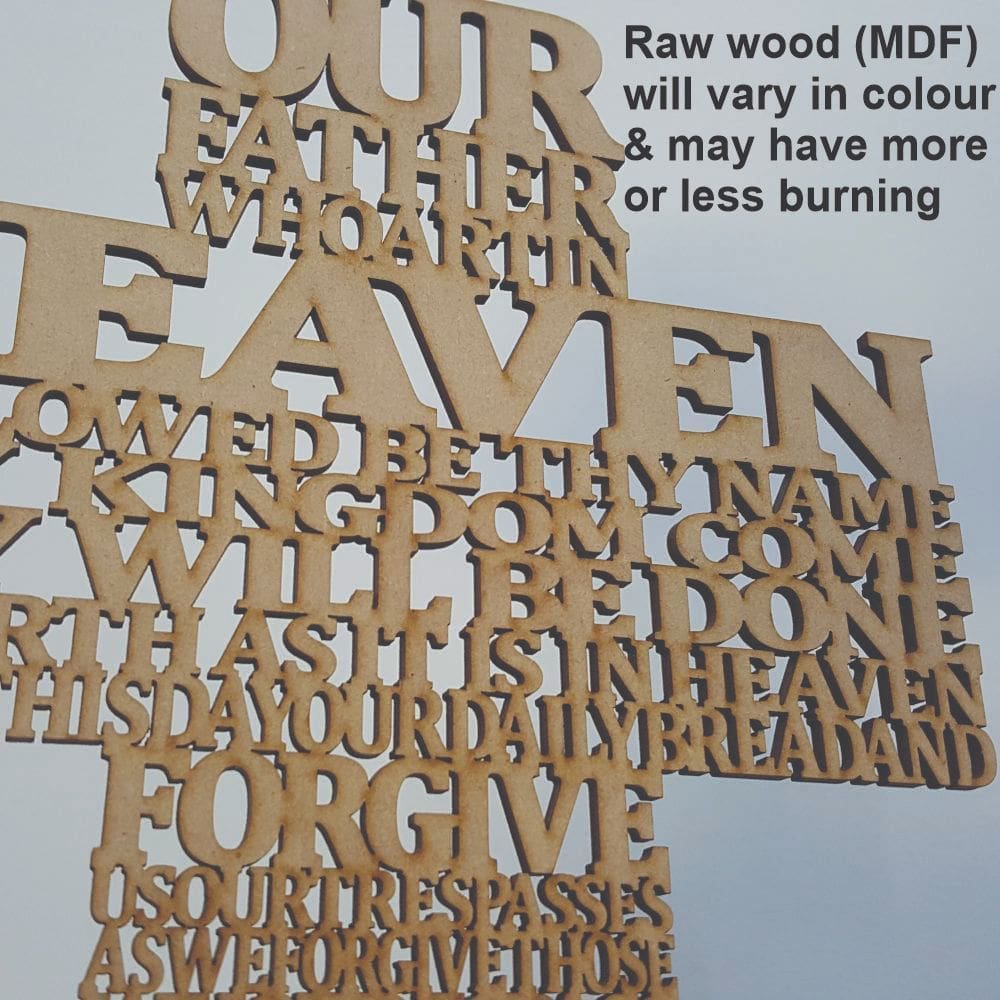 Raw wood (MDF)
will vary in colour
& may have more
or less burning
OUR
FATHER
WHO ART IN
EAVEN
OWED BE THY NAME
KINGDOM COME
Y WILL BE DONE
RTH AS IT IS IN HEAVEN
THIS DAY OUR DAILY BREAD AND
FORGIVE
US OUR TRESPASSES
AS WE FORGIVE THOSE